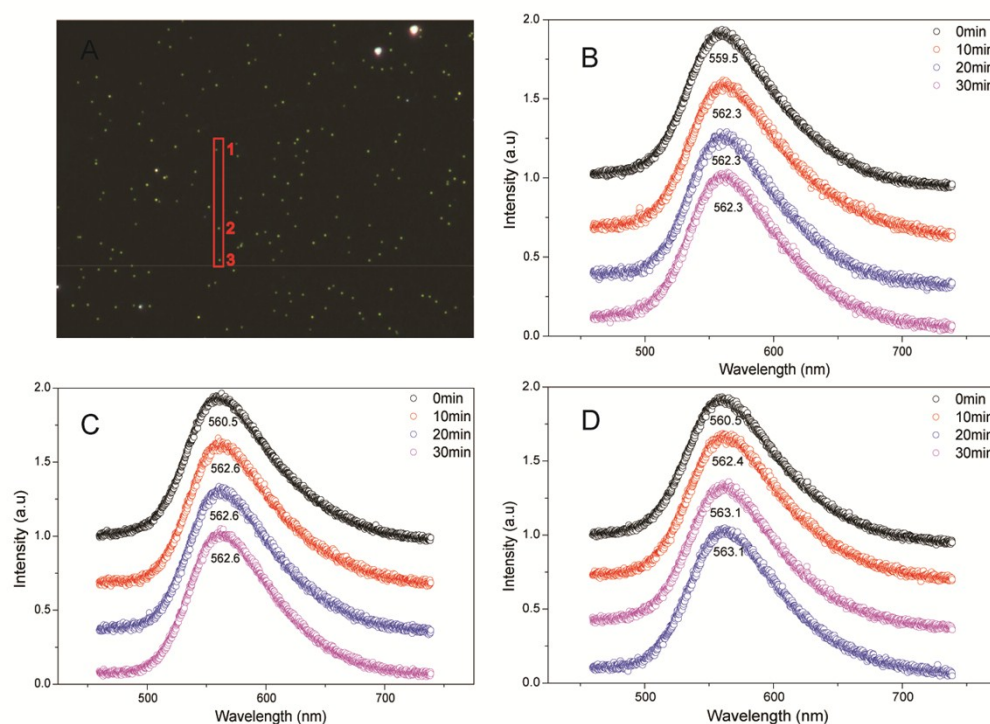 A
1
2
3
B
0min
10min
20min
30min
559.5
562.3
562.3
562.3
2.0
1.5
1.0
0.5
0.0
500
600
700
Intensity (a.u)
Wavelength (nm)
C
0min
10min
20min
30min
560.5
562.6
562.6
562.6
2.0
1.5
1.0
0.5
0.0
500
600
700
Intensity (a.u)
Wavelength (nm)
D
0min
10min
20min
30min
560.5
562.4
563.1
563.1
2.0
1.5
1.0
0.5
0.0
500
600
700
Intensity (a.u)
Wavelength (nm)